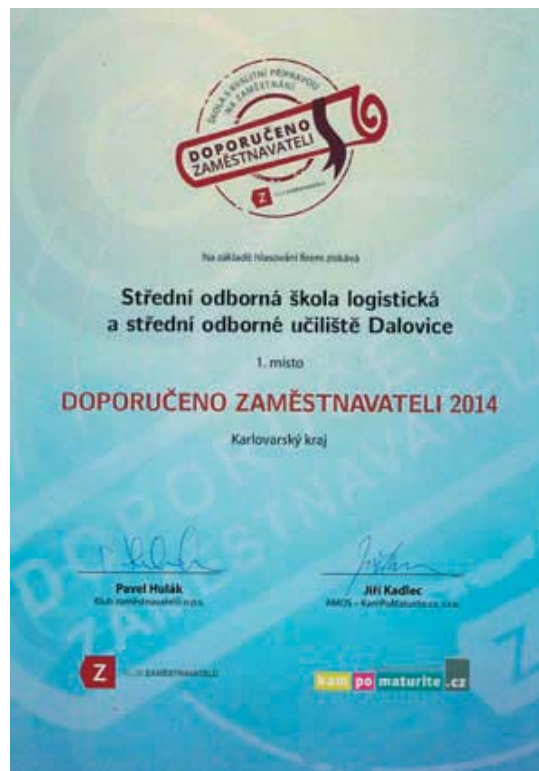 ŠKOLA S KVALITNÍ PŘÍPRAVOU
NA ZAMĚSTNÁNÍ
DOPORUČENO
ZAMĚSTNAVATELI
Z
Na základě hlasování firem získává
Střední odborná škola logistická
a střední odborné učiliště Dalovice
1. místo
DOPORUČENO ZAMĚSTNAVATELI 2014
Karlovarský kraj
Pavel Hulák
Klub zaměstnavatelů o.p.s.
Jiří Kadlec
AMOS – KamPoMaturite.cz, s.r.o.
Z KLUB ZAMĚSTNAVATELŮ
kam po maturite .cz